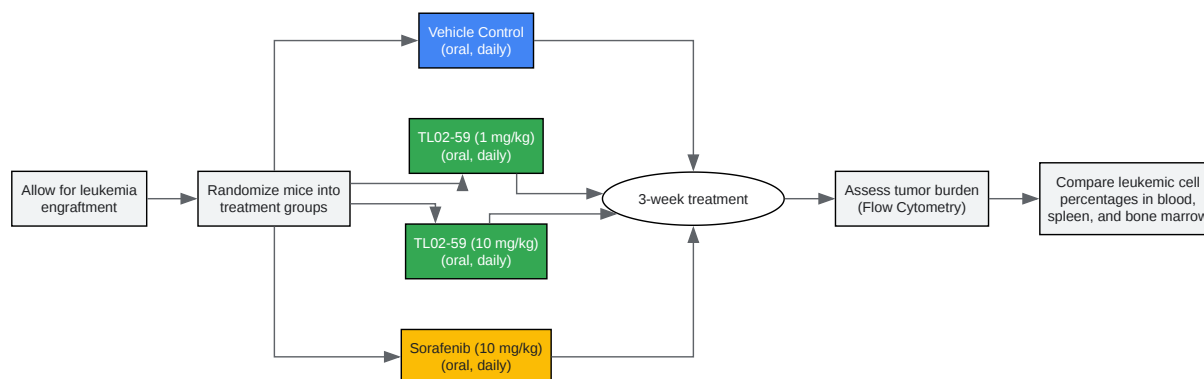 Allow for leukemia
engraftment
Randomize mice into
treatment groups
Vehicle Control
(oral, daily)
TL02-59 (1 mg/kg)
(oral, daily)
TL02-59 (10 mg/kg)
(oral, daily)
Sorafenib (10 mg/kg)
(oral, daily)
3-week treatment
Assess tumor burden
(Flow Cytometry)
Compare leukemic cell
percentages in blood,
spleen, and bone marrow